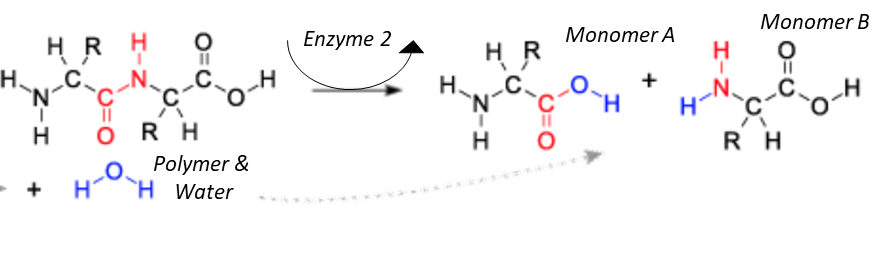 Enzyme 2
Monomer A
Monomer B
H R H O
H N C C N C C O H
H O R H
H R
H N C C O H
H O
+
H O
H N C C O H
R H
+ H O H
Polymer &
Water